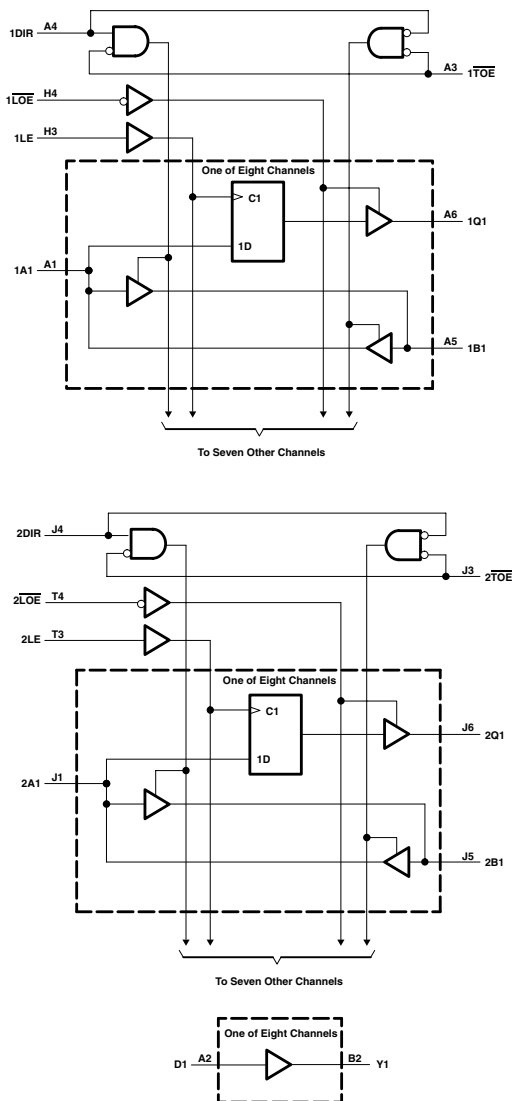 1DIR A4
A3 1TOE
1LOE H4
1LE H3
One of Eight Channels
C1
A6 1Q1
1D
1A1 A1
A5 1B1
To Seven Other Channels
2DIR J4
J3 2TOE
2LOE T4
2LE T3
One of Eight Channels
C1
J6 2Q1
1D
2A1 J1
J5 2B1
To Seven Other Channels
One of Eight Channels
D1 A2 B2 Y1